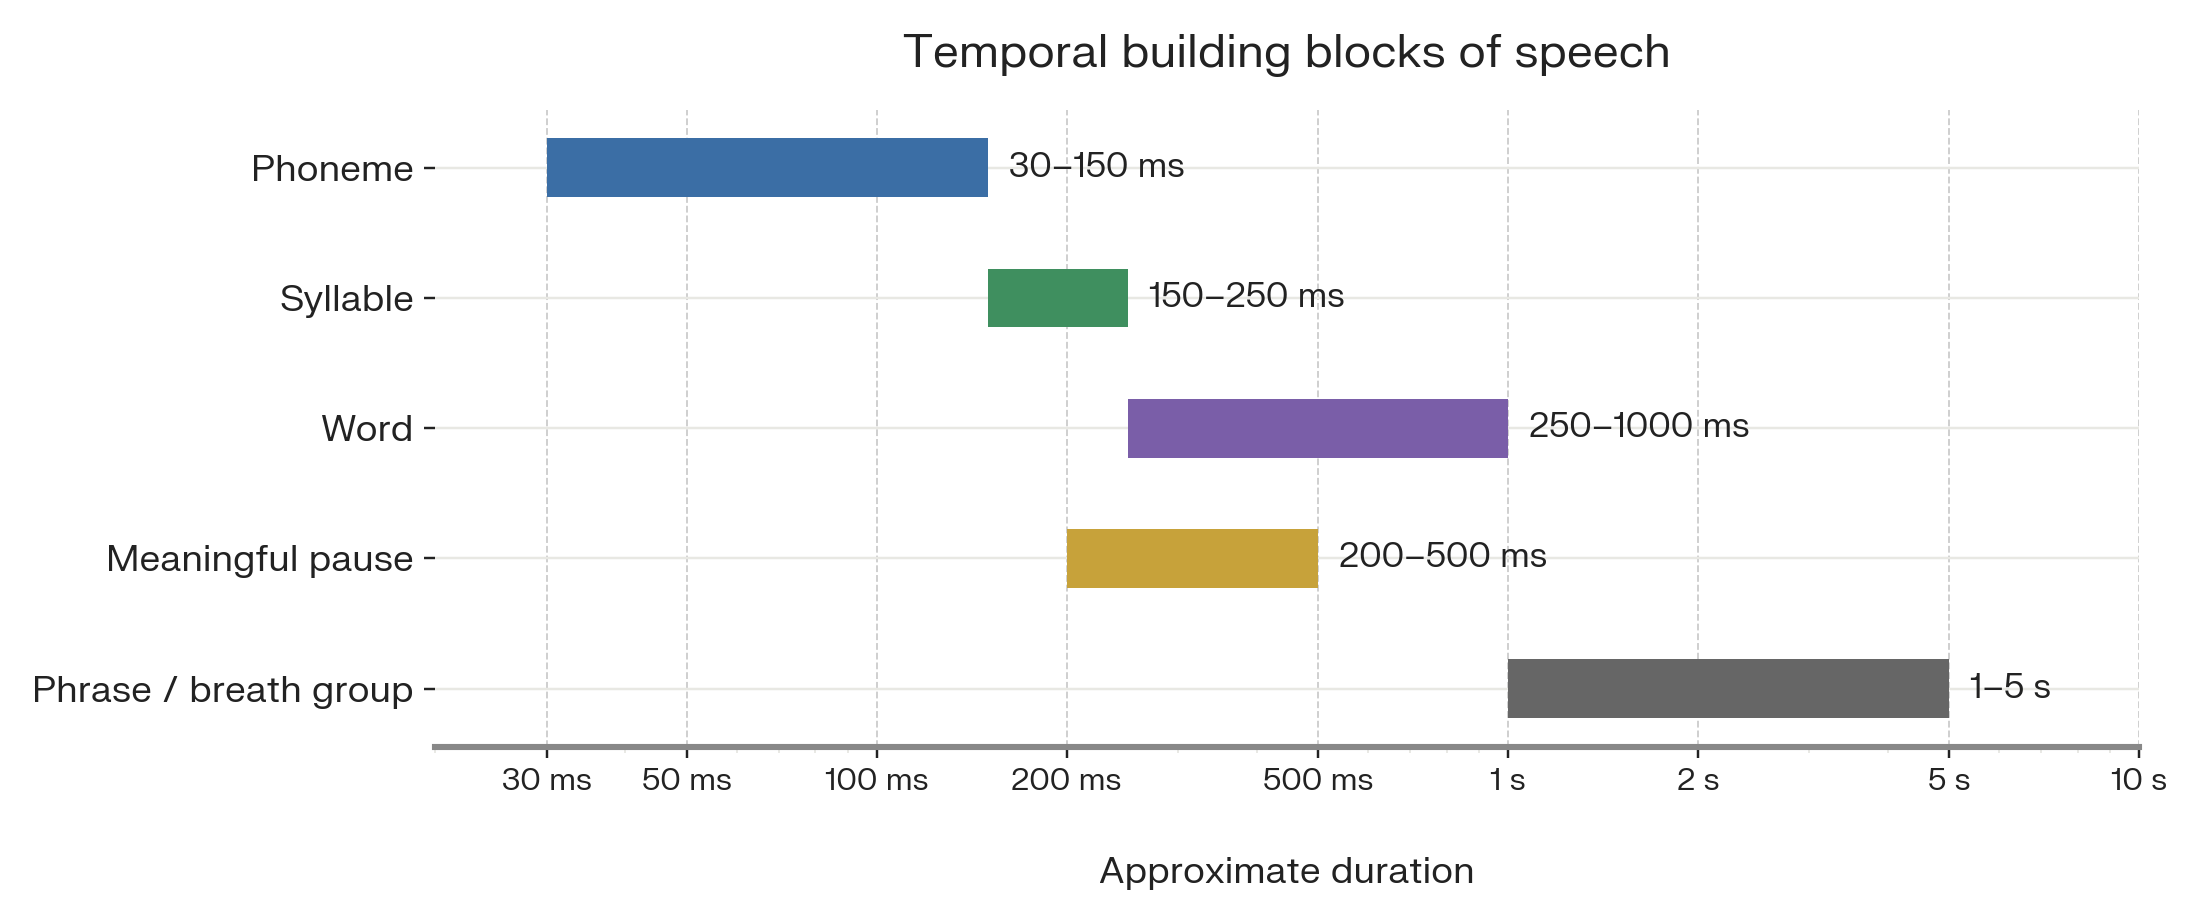 Temporal building blocks of speech
Phoneme
30–150 ms
Syllable
150–250 ms
Word
250–1000 ms
Meaningful pause
200–500 ms
Phrase / breath group
1–5 s
30 ms 50 ms 100 ms 200 ms 500 ms 1 s 2 s 5 s 10 s
Approximate duration